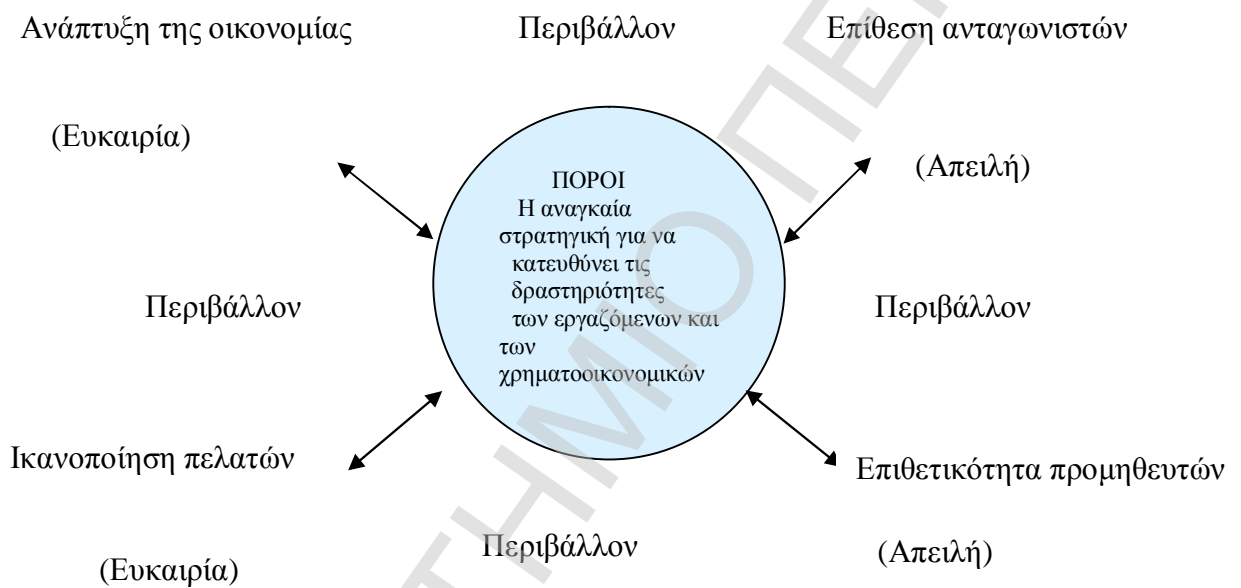 Ανάπτυξη της οικονομίας
Περιβάλλον
Επίθεση ανταγωνιστών
(Ευκαιρία)
(Απειλή)
ΠΟΡΟΙ
Η αναγκαία
στρατηγική για να
κατευθύνει τις
δραστηριότητες
των εργαζόμενων και
των
χρηματοοικονομικών
Περιβάλλον
Περιβάλλον
Ικανοποίηση πελατών
Επιθετικότητα προμηθευτών
Περιβάλλον
(Ευκαιρία)
(Απειλή)